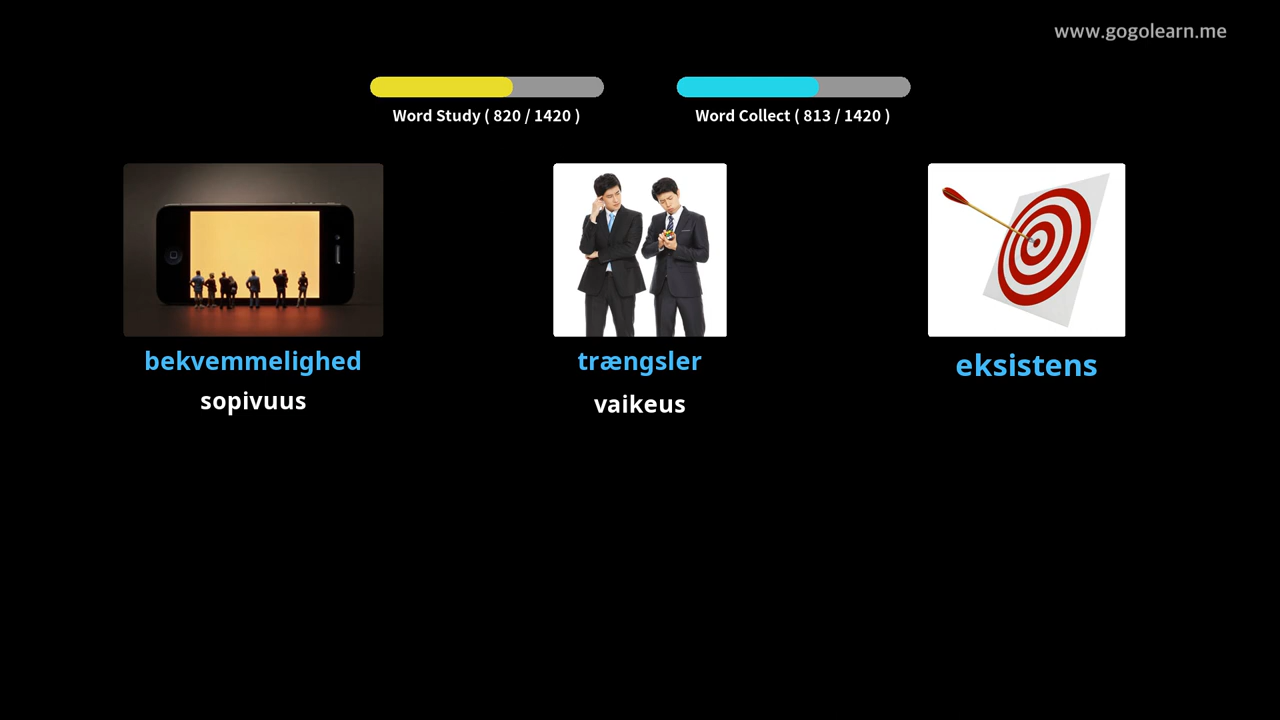 www.gogolearn.me
Word Study ( 820 / 1420 )
Word Collect ( 813 / 1420 )
bekvemmelighed
trængsler
eksistens
sopivuus
vaikeus